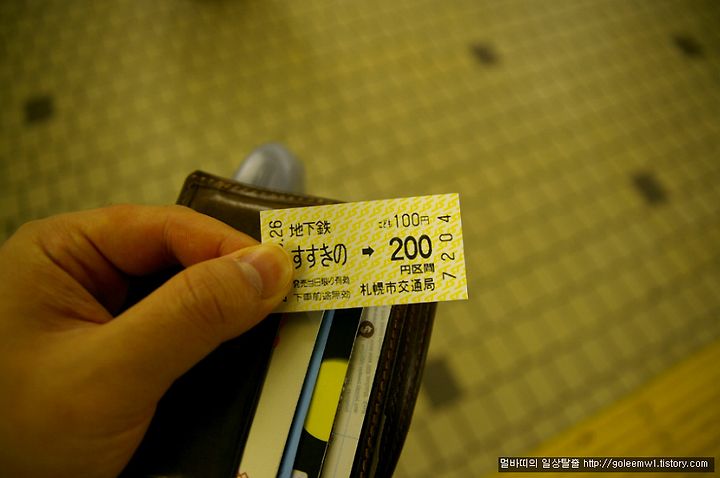 .26
地下鉄 こども100円
すすきの ➡ 200
円区間
発売当日限り有効
下車前途無効 札幌市交通局
7204
멀바띠의 일상탈출 http://goleemw1.tistory.com